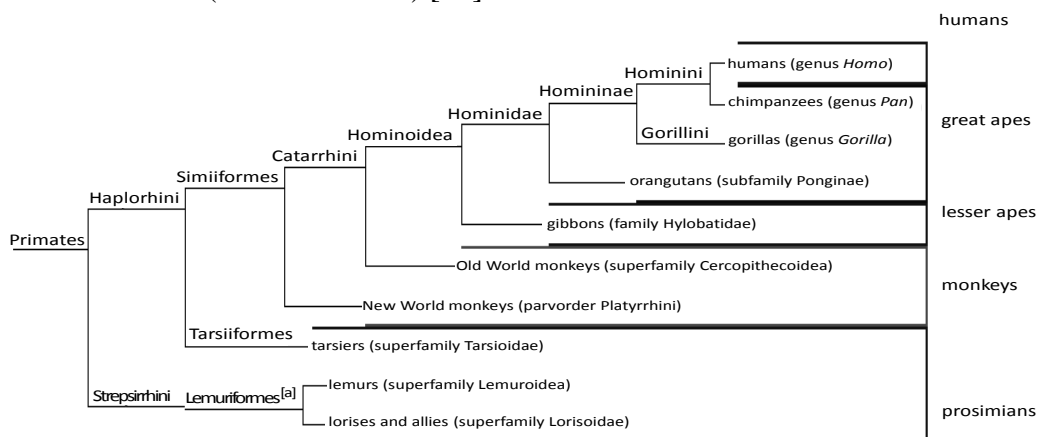 humans
Hominini
humans (genus Homo)
Homininae
chimpanzees (genus Pan)
Hominidae
great apes
Hominoidea
Gorillini
gorillas (genus Gorilla)
Catarrhini
Simiiformes
orangutans (subfamily Ponginae)
Haplorhini
lesser apes
gibbons (family Hylobatidae)
Primates
Old World monkeys (superfamily Cercopithecoidea)
monkeys
New World monkeys (parvorder Platyrrhini)
Tarsiiformes
tarsiers (superfamily Tarsioidae)
lemurs (superfamily Lemuroidea)
Strepsirrhini
Lemuriformes[a]
prosimians
lorises and allies (superfamily Lorisoidae)